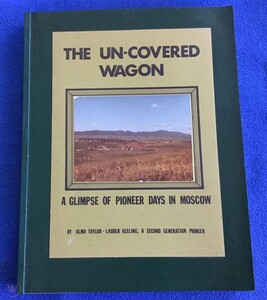 THE UN-COVERED
WAGON
A GLIMPSE OF PIONEER DAYS IN MOSCOW
BY ALMA TAYLOR - LAUDER KEELING, A SECOND GENERATION PIONEER